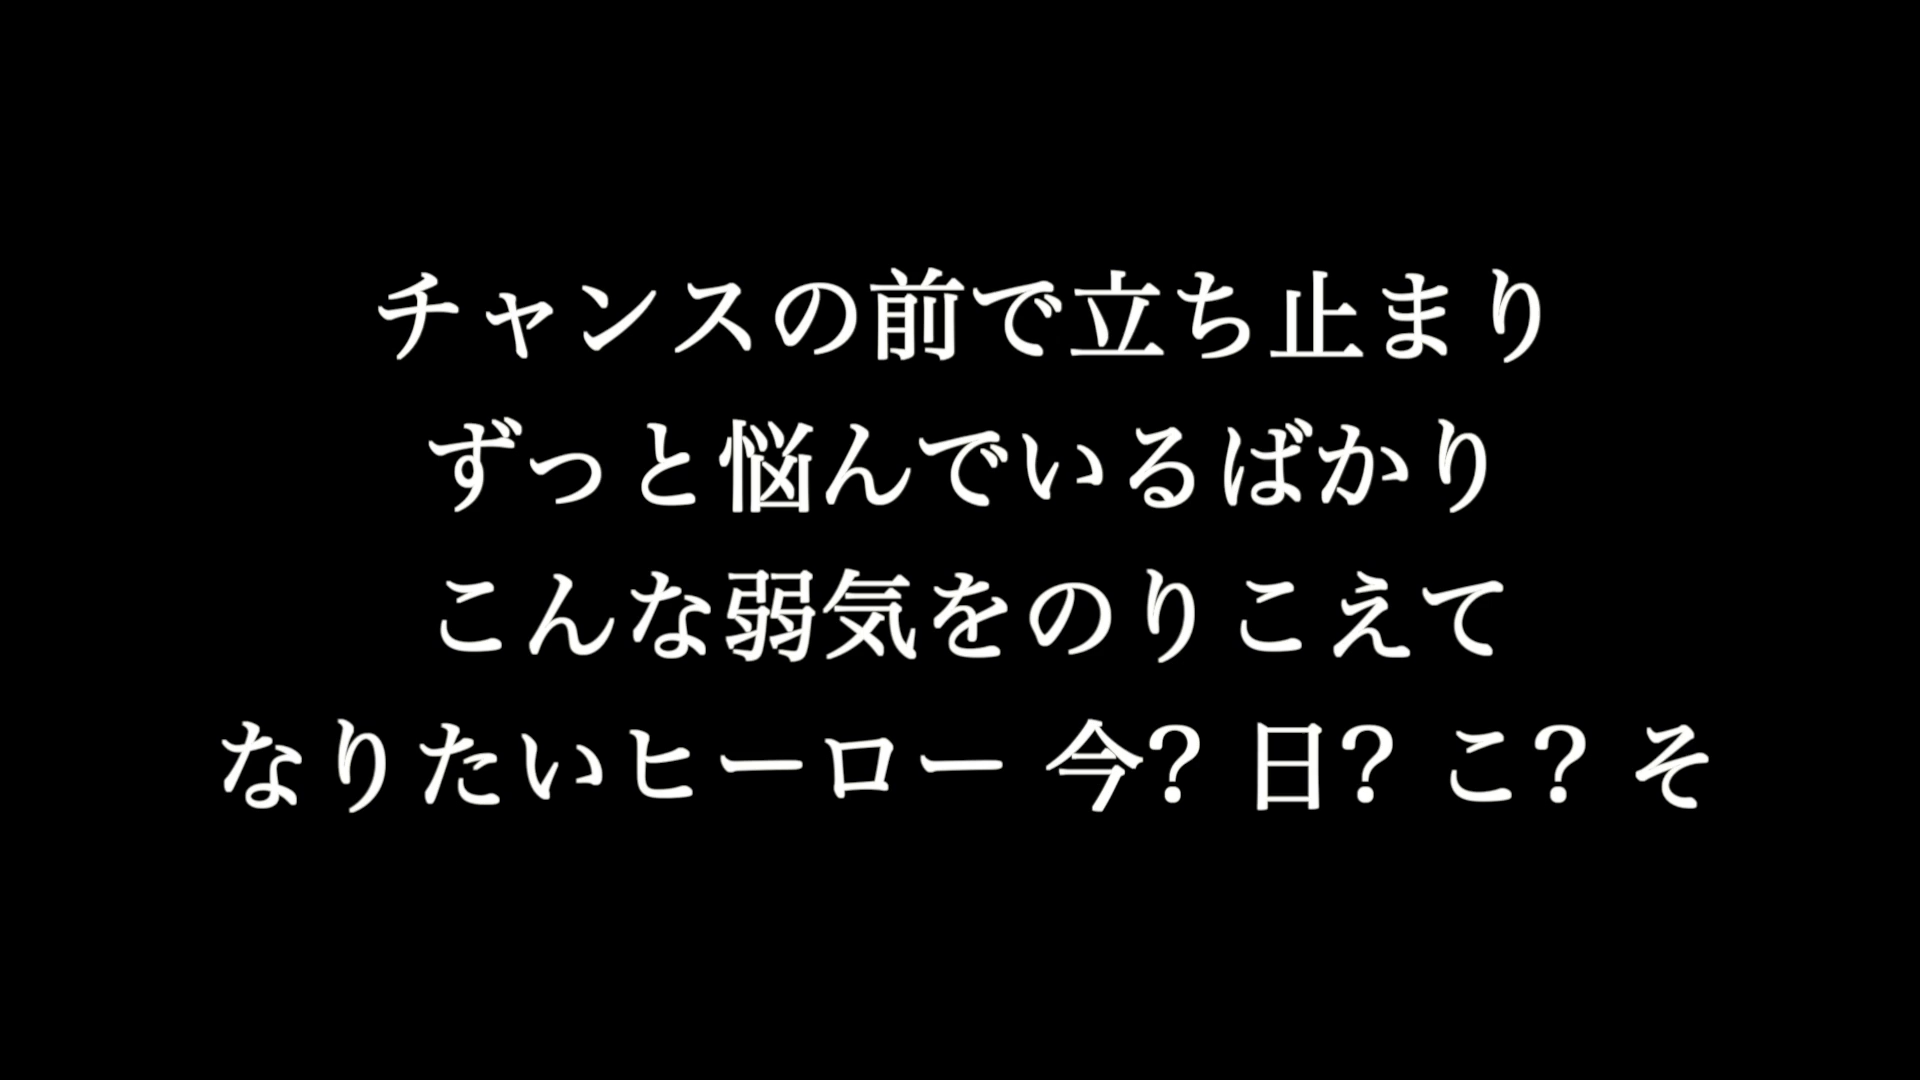 チャンスの前で立ち止まり
ずっと悩んでいるばかり
こんな弱気をのりこえて
なりたいヒーロー 今? 日? こ? そ